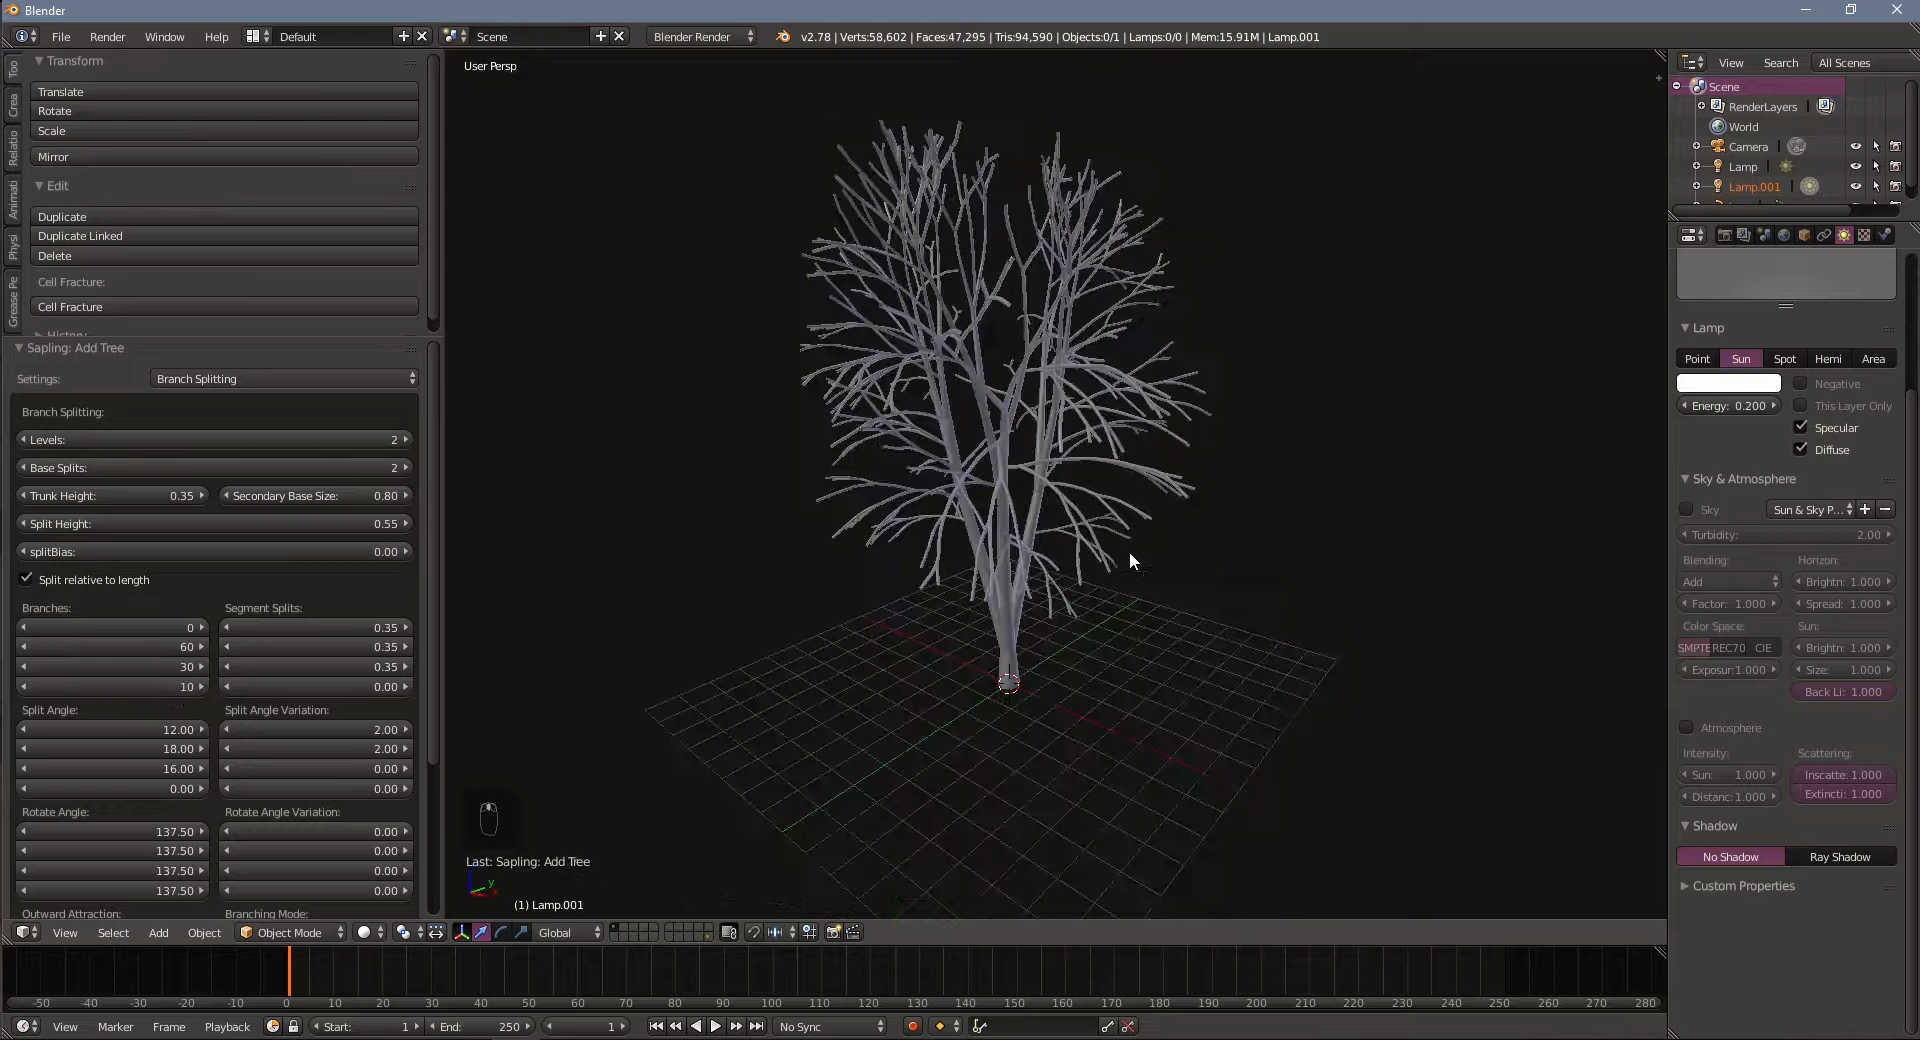 Blender
File Render Window Help Default Scene Blender Render v2.78 | Verts:58,602 | Faces:47,295 | Tris:94,590 | Objects:0/1 | Lamps:0/0 | Mem:15.91M | Lamp.001
Too
Crea
Relatio
Animati
Physi
Grease Pe
Transform
Translate
Rotate
Scale
Mirror
Edit
Duplicate
Duplicate Linked
Delete
Cell Fracture:
Cell Fracture
History
Sapling: Add Tree
Settings: Branch Splitting
Branch Splitting:
Levels: 2
Base Splits: 2
Trunk Height: 0.35 Secondary Base Size: 0.80
Split Height: 0.55
splitBias: 0.00
Split relative to length
Branches: Segment Splits:
0 0.35
60 0.35
30 0.35
10 0.00
Split Angle: Split Angle Variation:
12.00 2.00
18.00 2.00
16.00 0.00
0.00 0.00
Rotate Angle: Rotate Angle Variation:
137.50 0.00
137.50 0.00
137.50 0.00
137.50 0.00
Outward Attraction: Branching Mode:
User Persp
Last: Sapling: Add Tree
y
x
(1) Lamp.001
View Select Add Object Object Mode Global
-50 -40 -30 -20 -10 0 10 20 30 40 50 60 70 80 90 100 110 120 130 140 150 160 170 180 190 200 210 220 230 240 250 260 270 280
View Marker Frame Playback Start: 1 End: 250 1 No Sync
View Search All Scenes
Scene
RenderLayers
World
Camera
Lamp
Lamp.001
Lamp
Point Sun Spot Hemi Area
Negative
Energy: 0.200 This Layer Only
Specular
Diffuse
Sky & Atmosphere
Sky Sun & Sky P...
Turbidity: 2.00
Blending: Horizon:
Add Brightn: 1.000
Factor: 1.000 Spread: 1.000
Color Space: Sun:
SMPTE REC70 CIE Brightn: 1.000
Exposur:1.000 Size: 1.000
Back Li: 1.000
Atmosphere
Intensity: Scattering:
Sun: 1.000 Inscatte: 1.000
Distanc: 1.000 Extincti: 1.000
Shadow
No Shadow Ray Shadow
Custom Properties